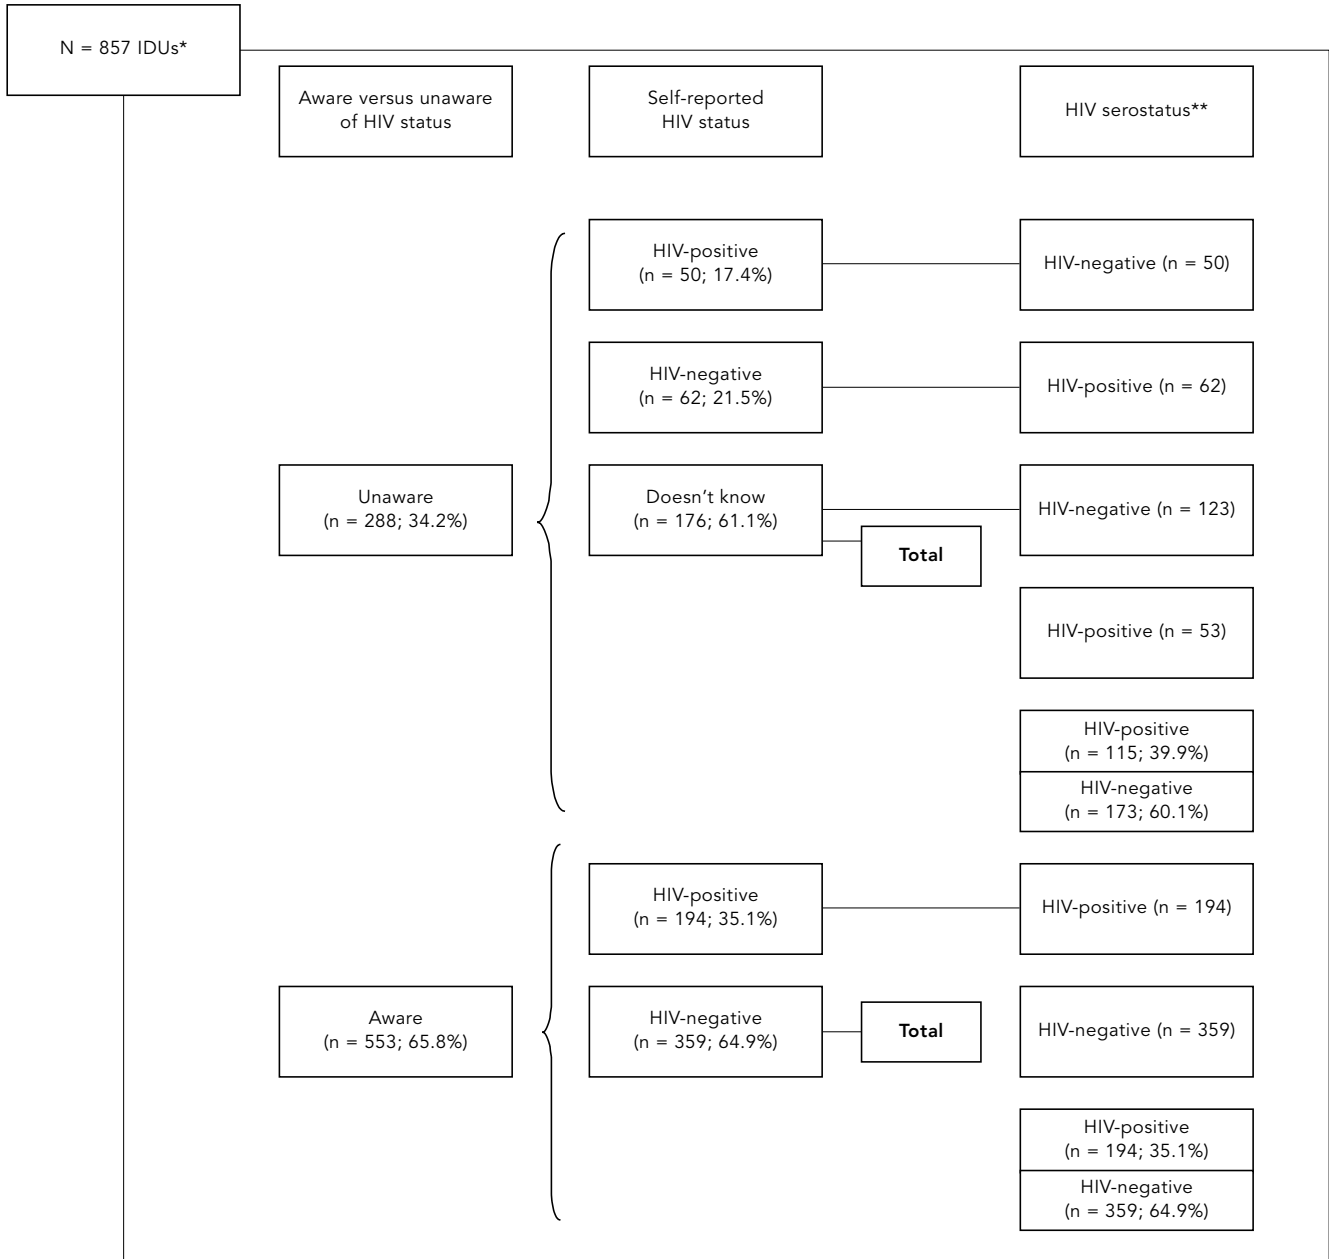 N = 857 IDUs*
Aware versus unaware
of HIV status
Self-reported
HIV status
HIV serostatus**
HIV-positive
(n = 50; 17.4%)
HIV-negative (n = 50)
HIV-negative
(n = 62; 21.5%)
HIV-positive (n = 62)
Unaware
(n = 288; 34.2%)
Doesn't know
(n = 176; 61.1%)
HIV-negative (n = 123)
Total
HIV-positive (n = 53)
HIV-positive
(n = 115; 39.9%)
HIV-negative
(n = 173; 60.1%)
HIV-positive
(n = 194; 35.1%)
HIV-positive (n = 194)
Aware
(n = 553; 65.8%)
HIV-negative
(n = 359; 64.9%)
Total
HIV-negative (n = 359)
HIV-positive
(n = 194; 35.1%)
HIV-negative
(n = 359; 64.9%)